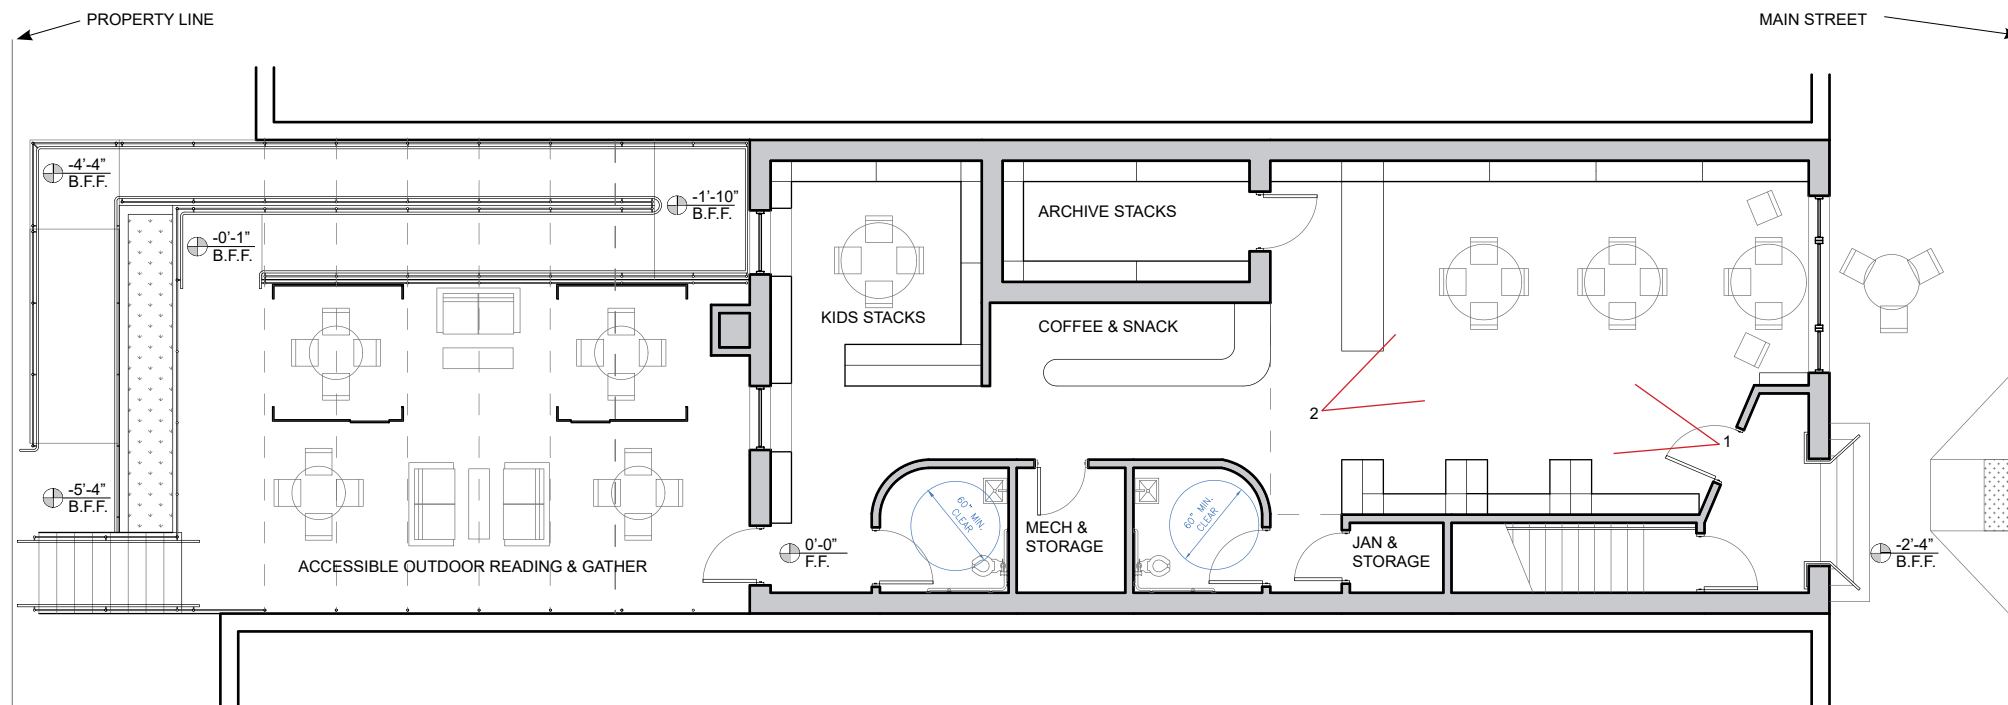 PROPERTY LINE
MAIN STREET
-4'-4"
B.F.F.
-1'-10"
B.F.F.
-0'-1"
B.F.F.
ARCHIVE STACKS
KIDS STACKS
COFFEE & SNACK
2
1
-5'-4"
B.F.F.
60" MIN.
CLEAR
60" MIN.
CLEAR
MECH &
STORAGE
JAN &
STORAGE
0'-0"
F.F.
-2'-4"
B.F.F.
ACCESSIBLE OUTDOOR READING & GATHER